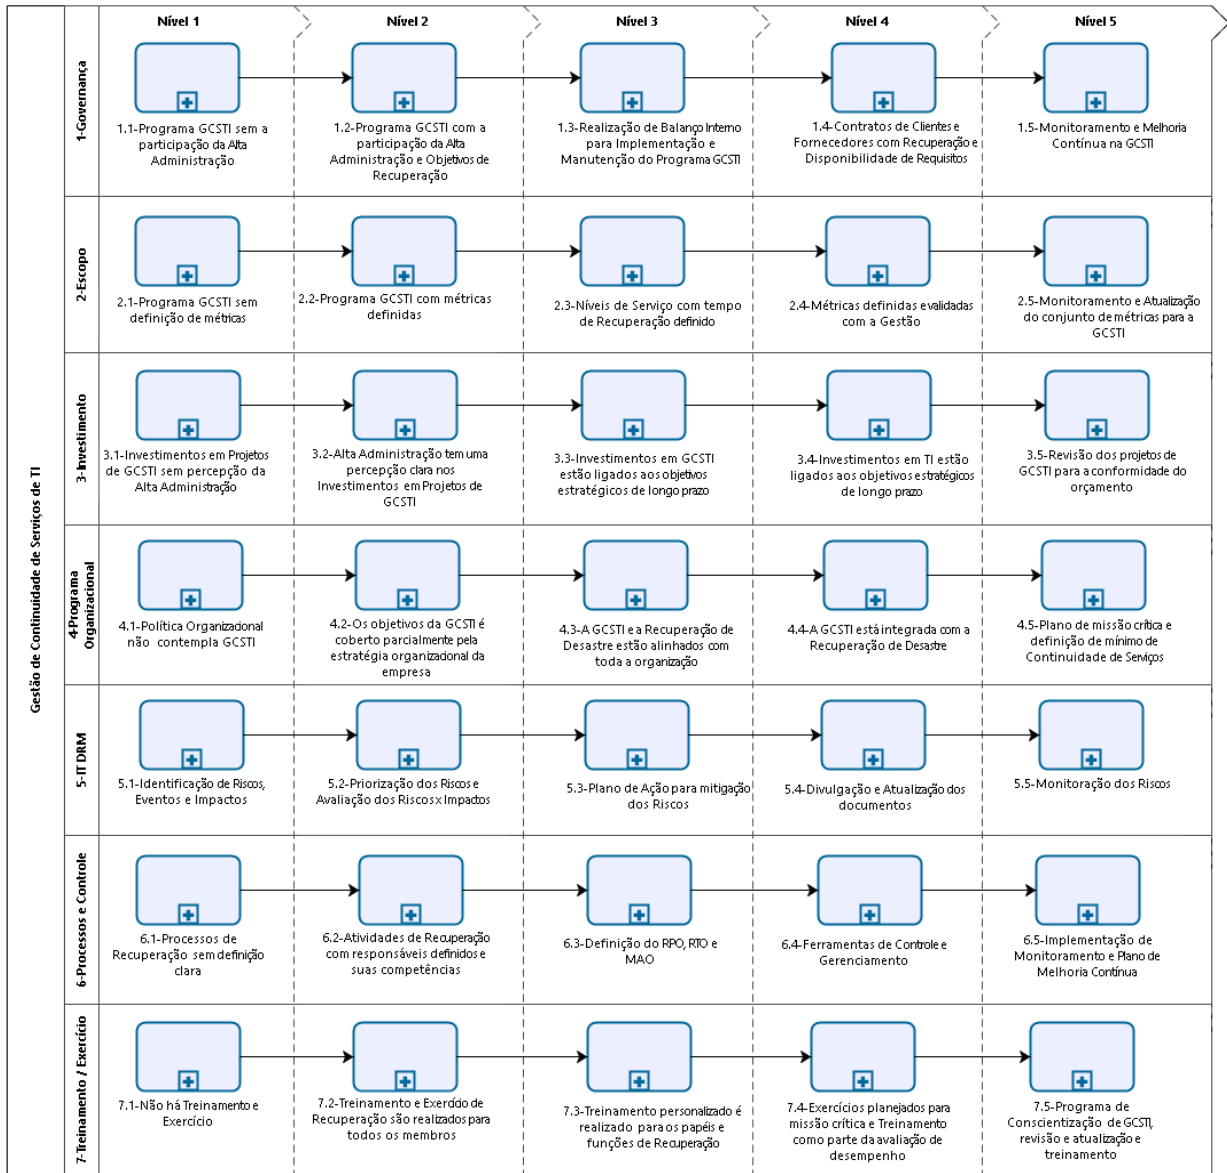 Gestão de Continuidade de Serviços de TI
Nível 1
Nível 2
Nível 3
Nível 4
Nível 5
1-Governança
1.1-Programa GCSTI sem a
participação da Alta
Administração
1.2-Programa GCSTI com a
participação da Alta
Administração e Objetivos de
Recuperação
1.3-Realização de Balanço Interno
para Implementação e
Manutenção do Programa GCSTI
1.4-Contratos de Clientes e
Fornecedores com Recuperação e
Disponibilidade de Requisitos
1.5-Monitoramento e Melhoria
Contínua na GCSTI
2-Escopo
2.1-Programa GCSTI sem
definição de métricas
2.2-Programa GCSTI com métricas
definidas
2.3-Níveis de Serviço com tempo
de Recuperação definido
2.4-Métricas definidas e validadas
com a Gestão
2.5-Monitoramento e Atualização
do conjunto de métricas para a
GCSTI
3-Investimento
3.1-Investimentos em Projetos
de GCSTI sem percepção da
Alta Administração
3.2-Alta Administração tem uma
percepção clara nos
Investimentos em Projetos de
GCSTI
3.3-Investimentos em GCSTI
estão ligados aos objetivos
estratégicos de longo prazo
3.4-Investimentos em TI estão
ligados aos objetivos estratégicos
de longo prazo
3.5-Revisão dos projetos de
GCSTI para a conformidade do
orçamento
4-Programa
Organizacional
4.1-Política Organizacional
não contempla GCSTI
4.2-Os objetivos da GCSTI é
coberto parcialmente pela
estratégia organizacional da
empresa
4.3-A GCSTI e a Recuperação de
Desastre estão alinhados com
toda a organização
4.4-A GCSTI está integrada com a
Recuperação de Desastre
4.5-Plano de missão crítica e
definição de mínimo de
Continuidade de Serviços
5-IT DRM
5.1-Identificação de Riscos,
Eventos e Impactos
5.2-Priorização dos Riscos e
Avaliação dos Riscos x Impactos
5.3-Plano de Ação para mitigação
dos Riscos
5.4-Divulgação e Atualização dos
documentos
5.5-Monitoração dos Riscos
6-Processos e Controle
6.1-Processos de
Recuperação sem definição
clara
6.2-Atividades de Recuperação
com responsáveis definidos e
suas competências
6.3-Definição do RPO, RTO e
MAO
6.4-Ferramentas de Controle e
Gerenciamento
6.5-Implementação de
Monitoramento e Plano de
Melhoria Contínua
7-Treinamento / Exercício
7.1-Não há Treinamento e
Exercício
7.2-Treinamento e Exercício de
Recuperação são realizados para
todos os membros
7.3-Treinamento personalizado é
realizado para os papéis e
funções de Recuperação
7.4-Exercícios planejados para
missão crítica e Treinamento
como parte da avaliação de
desempenho
7.5-Programa de
Conscientização de GCSTI,
revisão e atualização e
treinamento